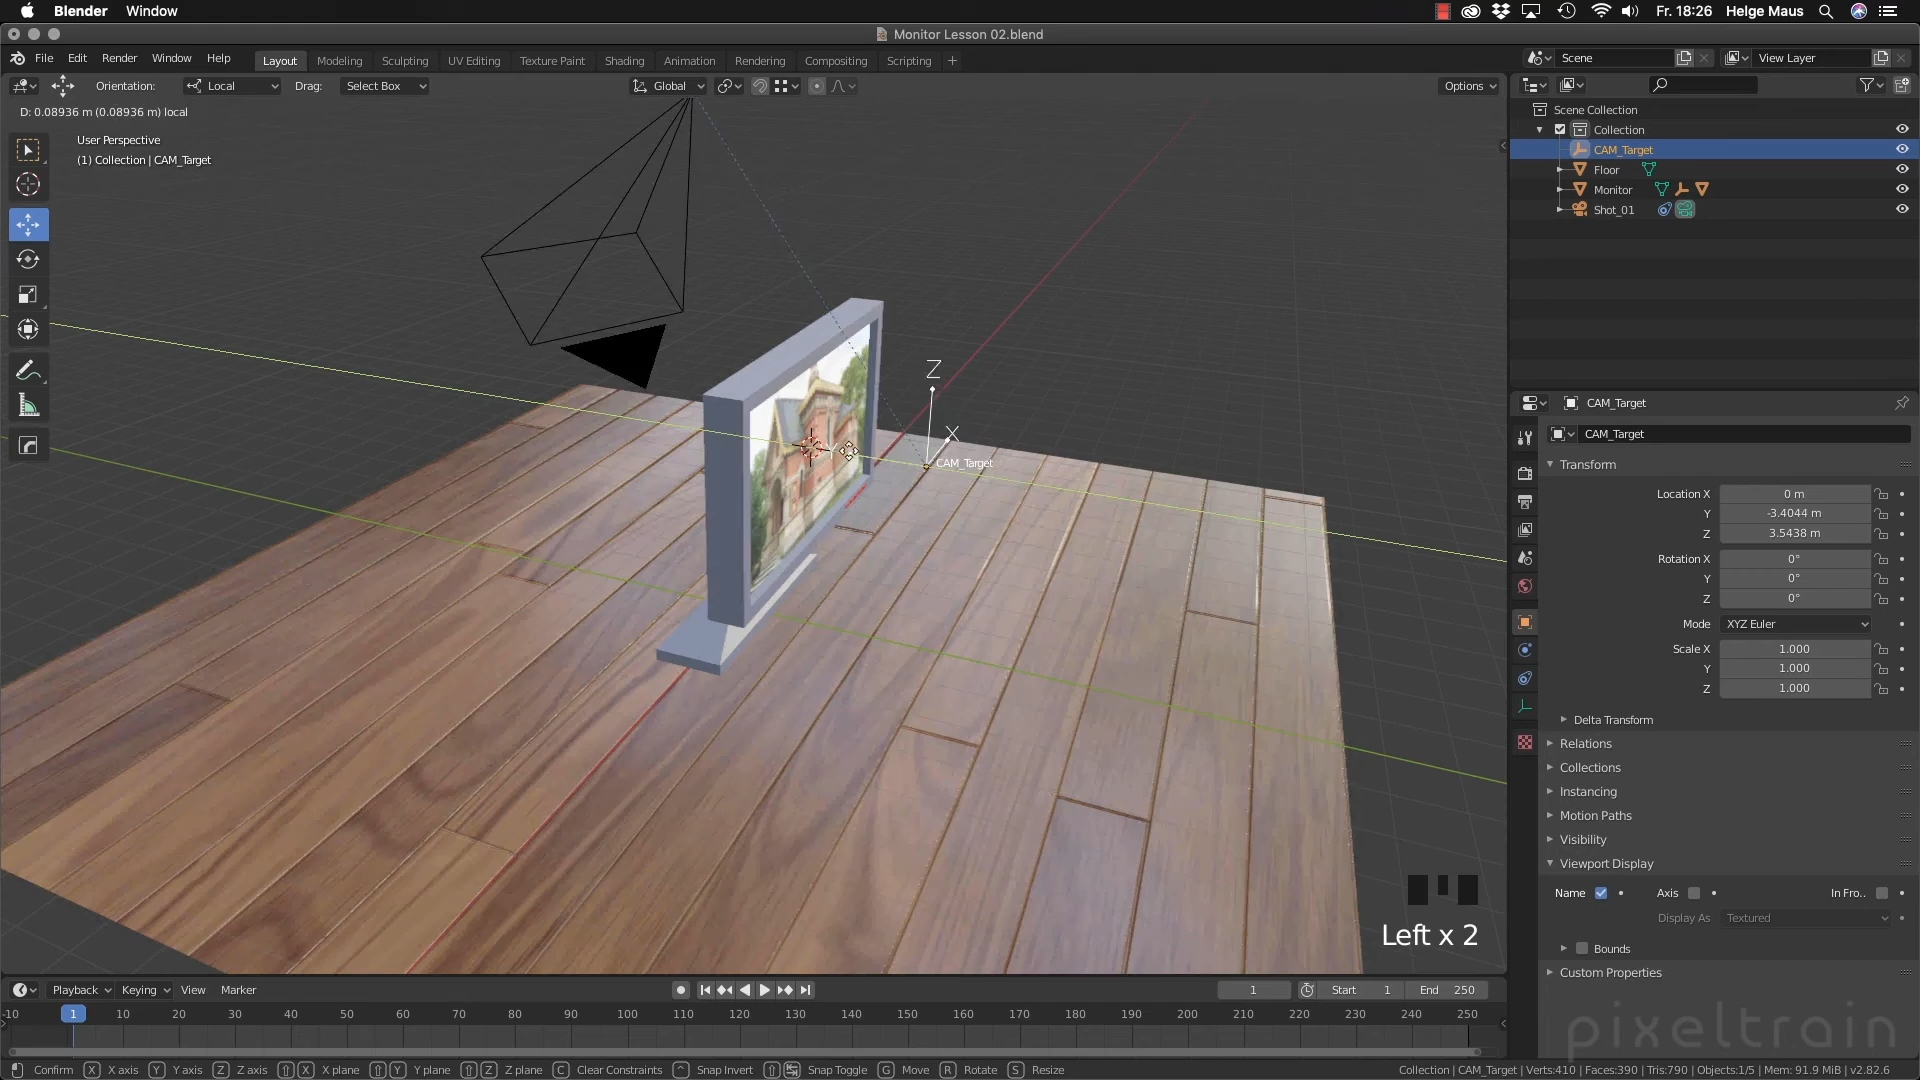 Blender Window Fr. 18:26 Helge Maus
Monitor Lesson 02.blend
File Edit Render Window Help Layout Modeling Sculpting UV Editing Texture Paint Shading Animation Rendering Compositing Scripting + Scene View Layer
Orientation: Local Drag: Select Box Global Options
D: 0.08936 m (0.08936 m) local
User Perspective
(1) Collection | CAM_Target
Scene Collection
Collection
CAM_Target
Floor
Monitor
Shot_01
Z
X
Y
CAM_Target
CAM_Target
CAM_Target
Transform
Location X 0 m
Y -3.4044 m
Z 3.5438 m
Rotation X 0°
Y 0°
Z 0°
Mode XYZ Euler
Scale X 1.000
Y 1.000
Z 1.000
Delta Transform
Relations
Collections
Instancing
Motion Paths
Visibility
Viewport Display
Name Axis In Fro..
Display As Textured
Bounds
Custom Properties
Left x 2
Playback Keying View Marker 1 Start 1 End 250
-10 1 10 20 30 40 50 60 70 80 90 100 110 120 130 140 150 160 170 180 190 200 210 220 230 240 250
pixeltrain
Confirm X X axis Y Y axis Z Z axis X X plane Y Y plane Z Z plane C Clear Constraints Snap Invert Snap Toggle G Move R Rotate S Resize Collection | CAM_Target | Verts:410 | Faces:390 | Tris:790 | Objects:1/5 | Mem: 91.9 MiB | v2.82.6